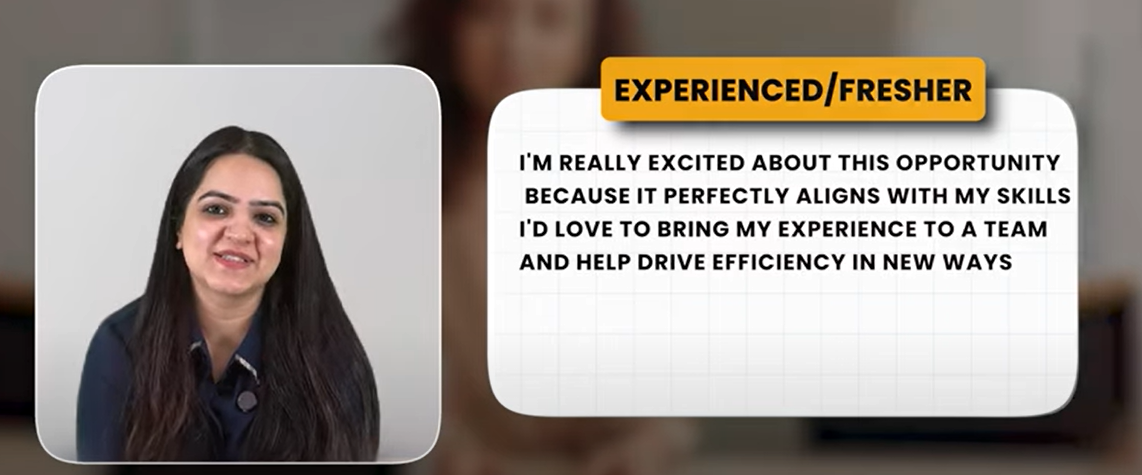 EXPERIENCED/FRESHER
I'M REALLY EXCITED ABOUT THIS OPPORTUNITY
BECAUSE IT PERFECTLY ALIGNS WITH MY SKILLS
I'D LOVE TO BRING MY EXPERIENCE TO A TEAM
AND HELP DRIVE EFFICIENCY IN NEW WAYS